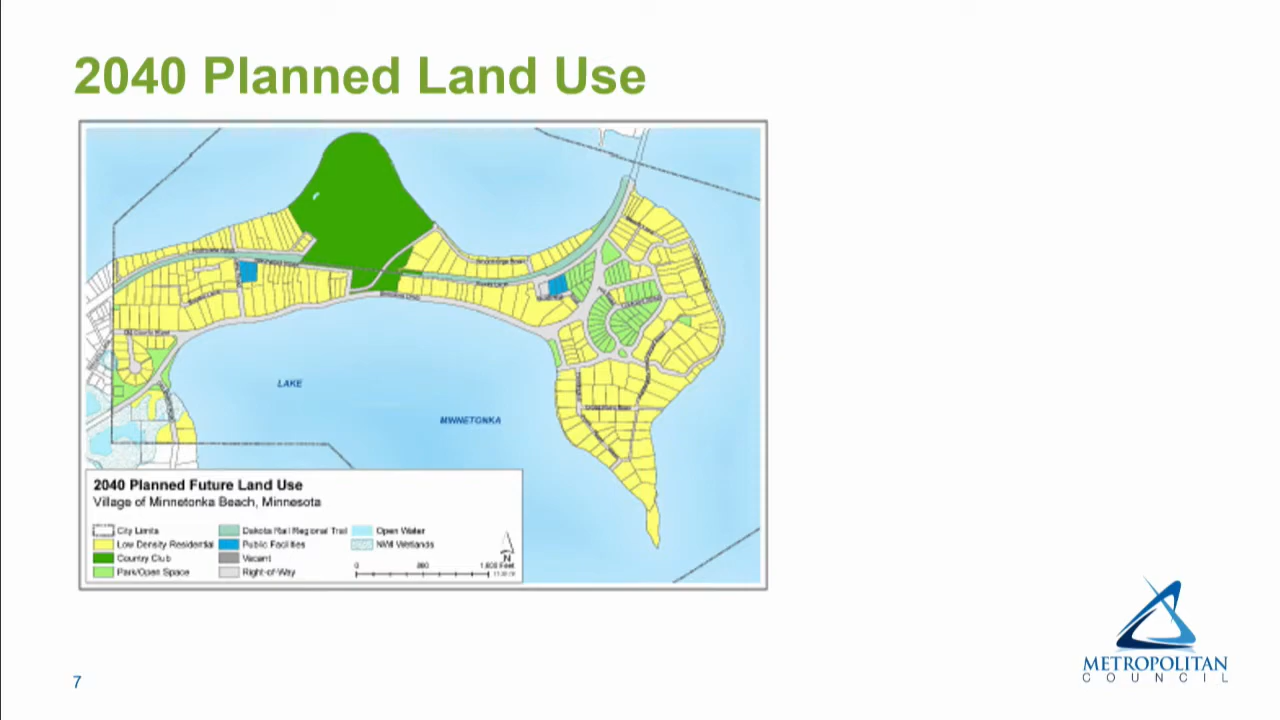 2040 Planned Land Use
LAKE
MINNETONKA
2040 Planned Future Land Use
Village of Minnetonka Beach, Minnesota
City Limits
Low Density Residential
Country Club
Park/Open Space
Dakota Rail Regional Trail
Public Facilities
Vacant
Right-of-Way
Open Water
NWI Wetlands
N
0
7
METROPOLITAN
COUNCIL